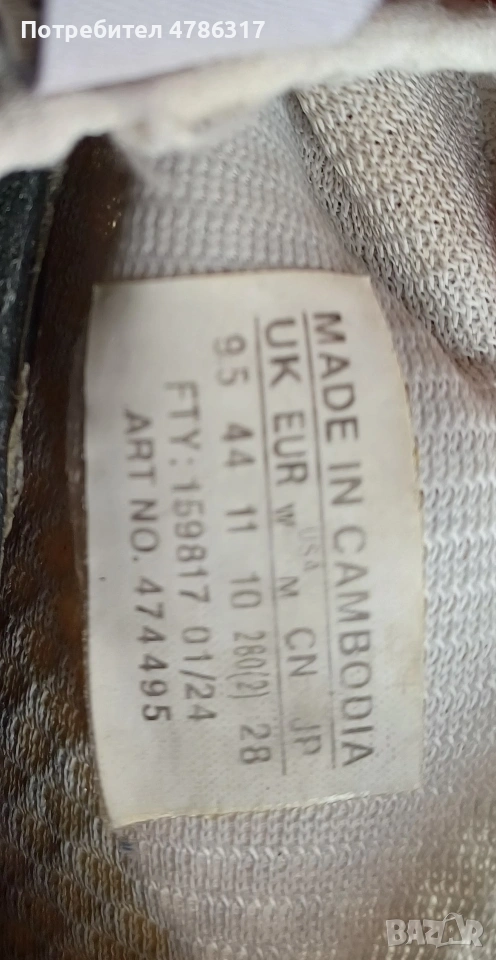 Потребител 4786317
MADE IN CAMBODIA
USA
UK EUR W M CN JP
9.5 44 11 10 280(2) 28
FTY: 159817 01/24
ART NO. 474495
BAZAR